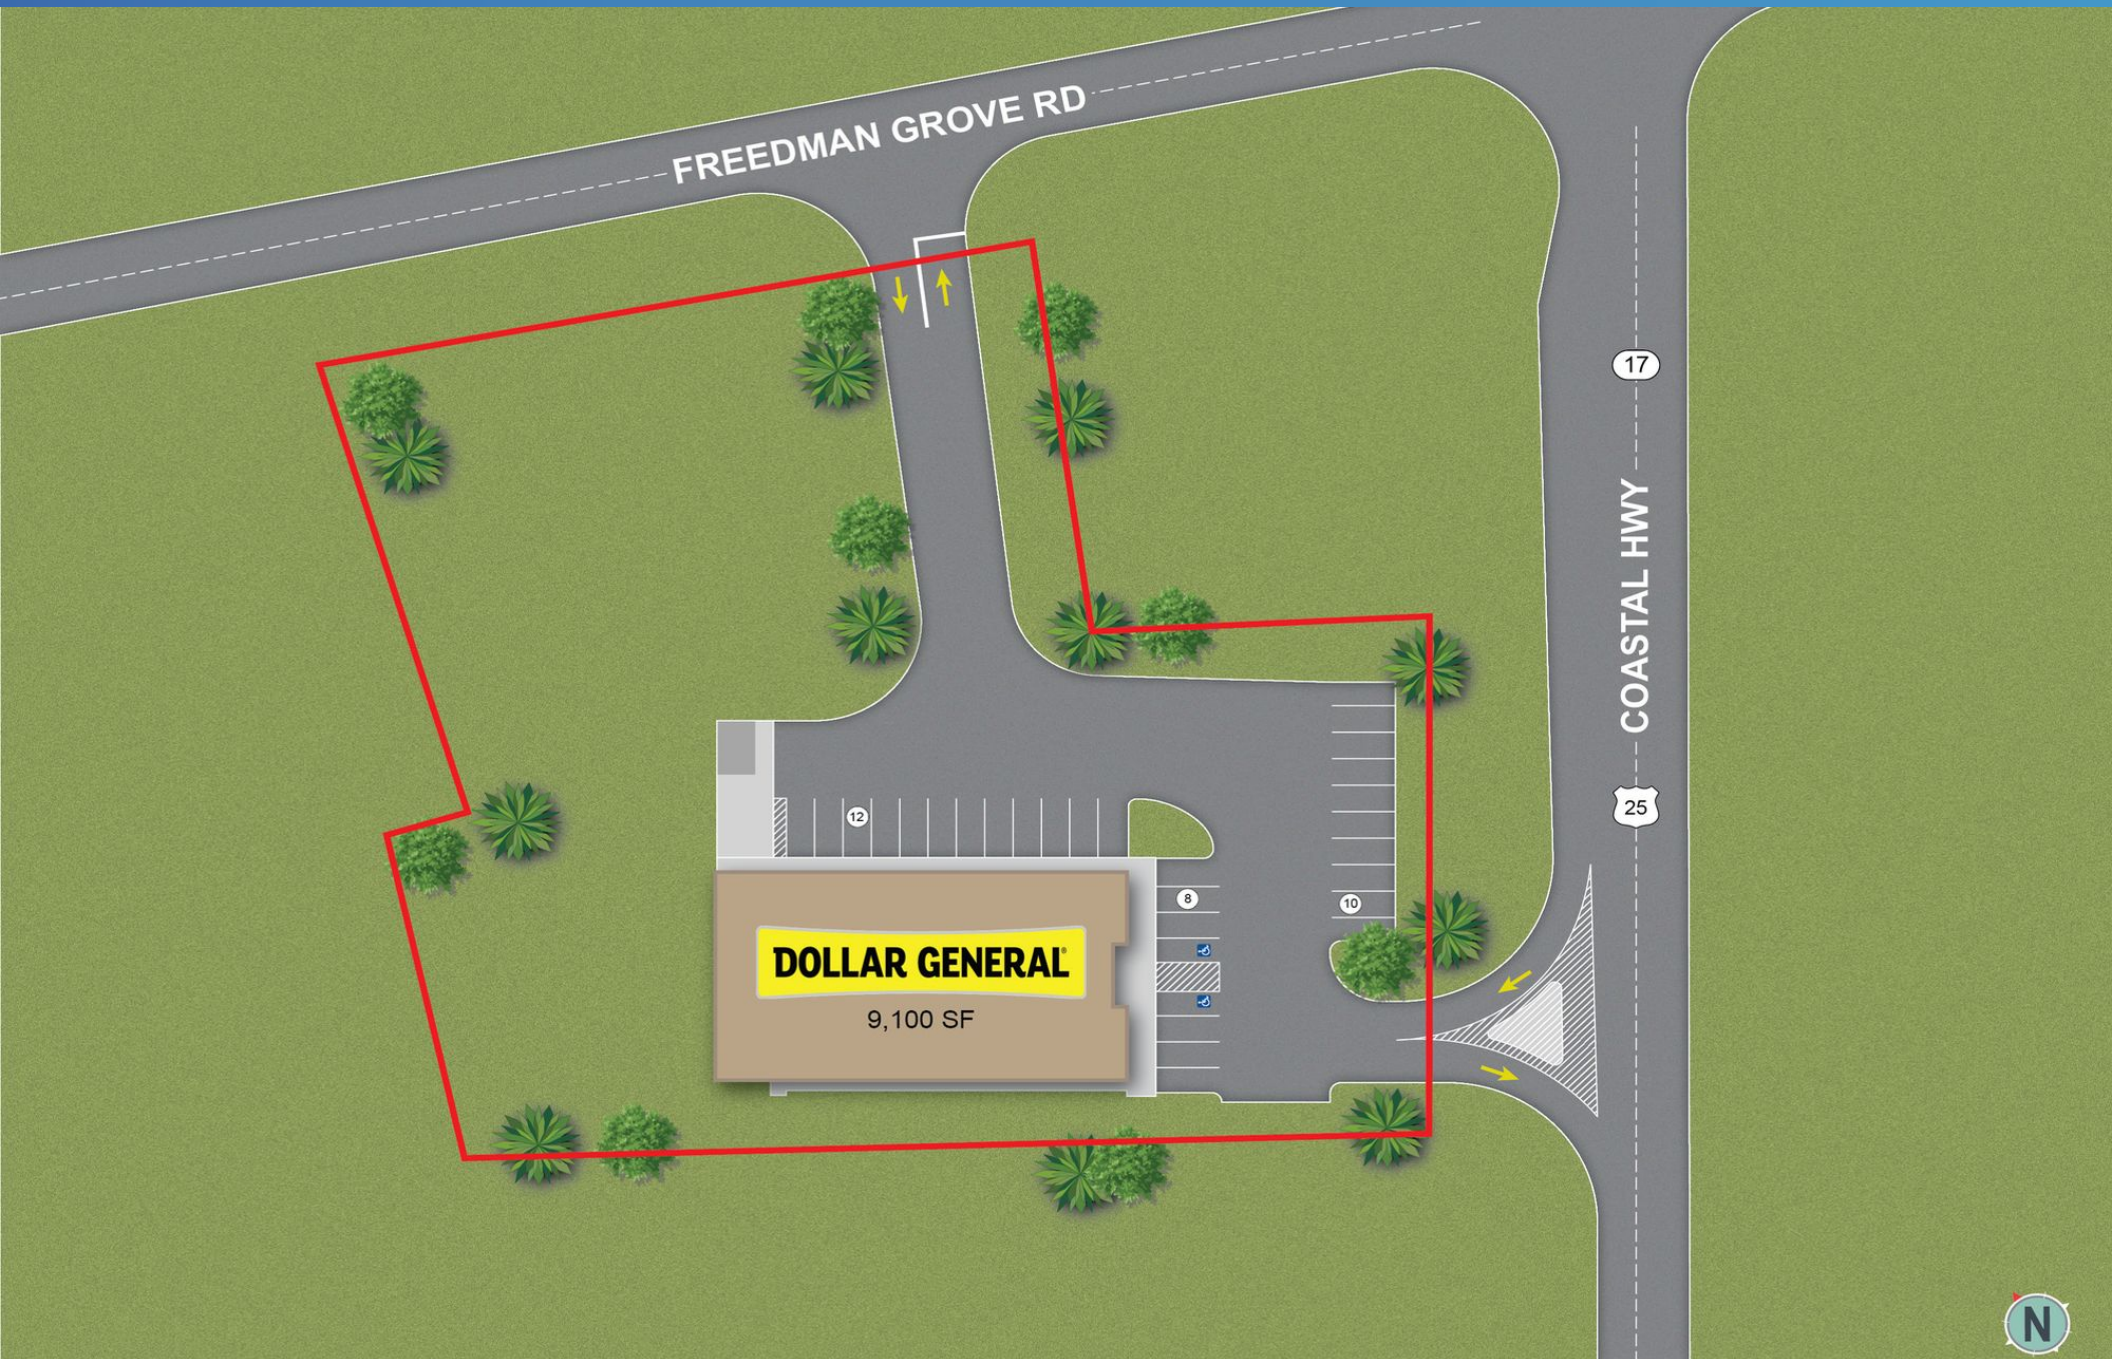 FREEDMAN GROVE RD
17
COASTAL HWY
25
12
8
10
DOLLAR GENERAL®
9,100 SF
N